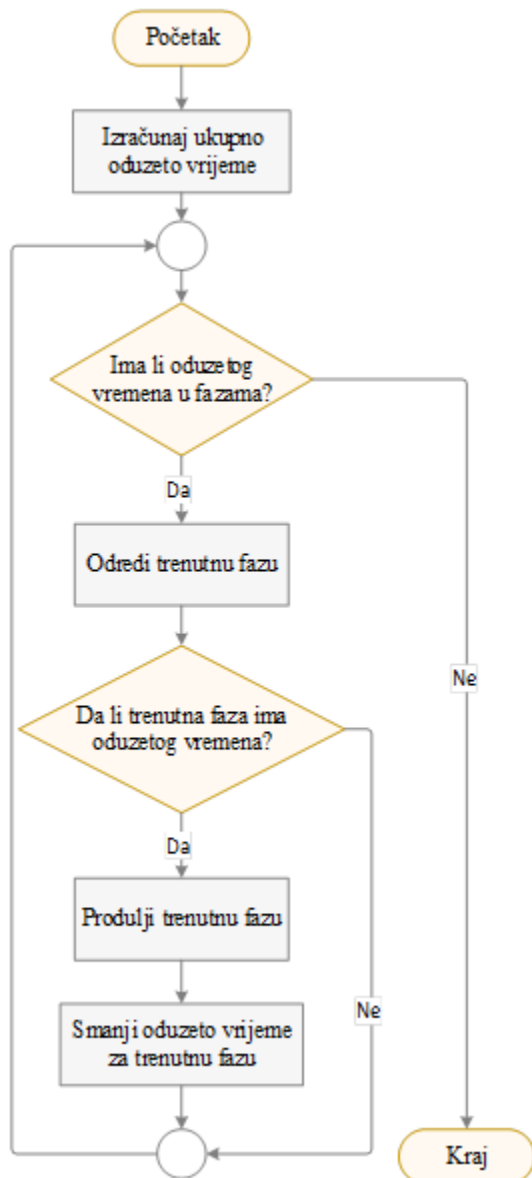 Početak
Izračunaj ukupno
oduzeto vrijeme
Ima li oduzetog
vremena u fazama?
Da
Odredi trenutnu fazu
Ne
Da li trenutna faza ima
oduzetog vremena?
Da
Produlji trenutnu fazu
Ne
Smanji oduzeto vrijeme
za trenutnu fazu
Kraj